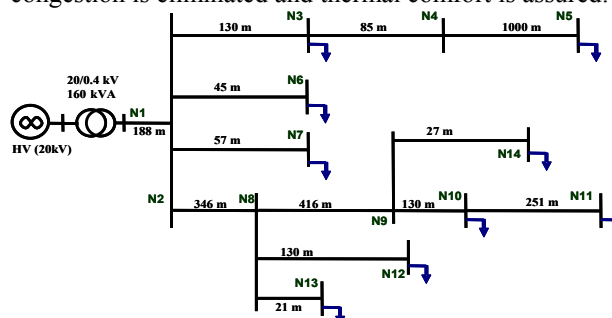 congestion is eliminated and thermal comfort is assured.
N3
N4
N5
130 m
85 m
1000 m
20/0.4 kV
160 kVA
N6
45 m
N1
188 m
HV (20kV)
N7
57 m
27 m
N14
N2
346 m
N8
416 m
N9
130 m
N10
251 m
N11
130 m
N12
N13
21 m